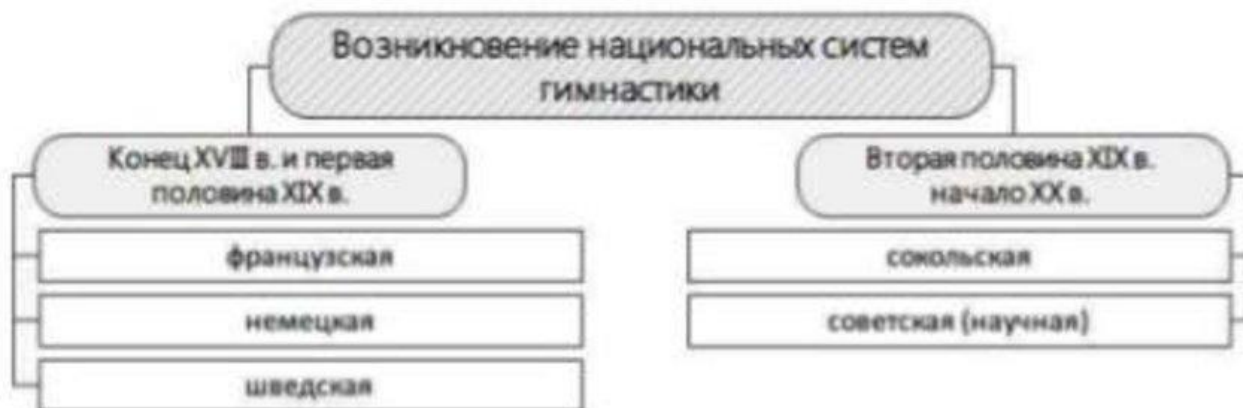 Возникновение национальных систем
гимнастики
Конец XVIII в. и первая
половина XIX в.
французская
немецкая
шведская
Вторая половина XIX в.
начало XX в.
сокольская
советская (научная)